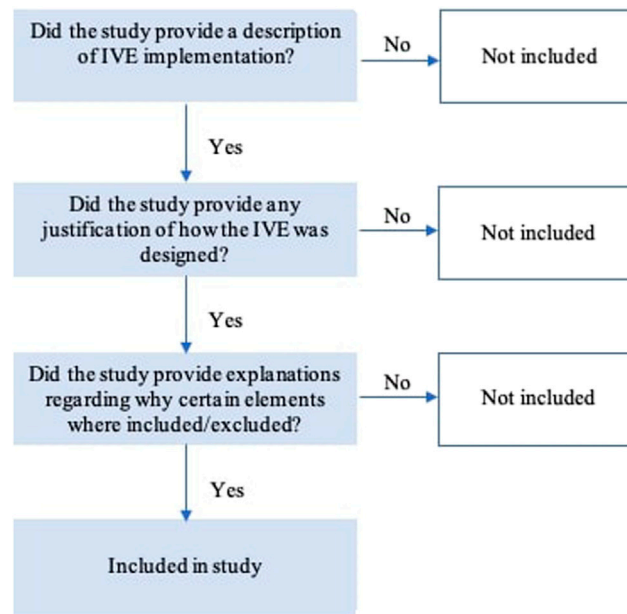 Did the study provide a description
of IVE implementation?
No
Not included
Yes
Did the study provide any
justification of how the IVE was
designed?
No
Not included
Yes
Did the study provide explanations
regarding why certain elements
where included/excluded?
No
Not included
Yes
Included in study